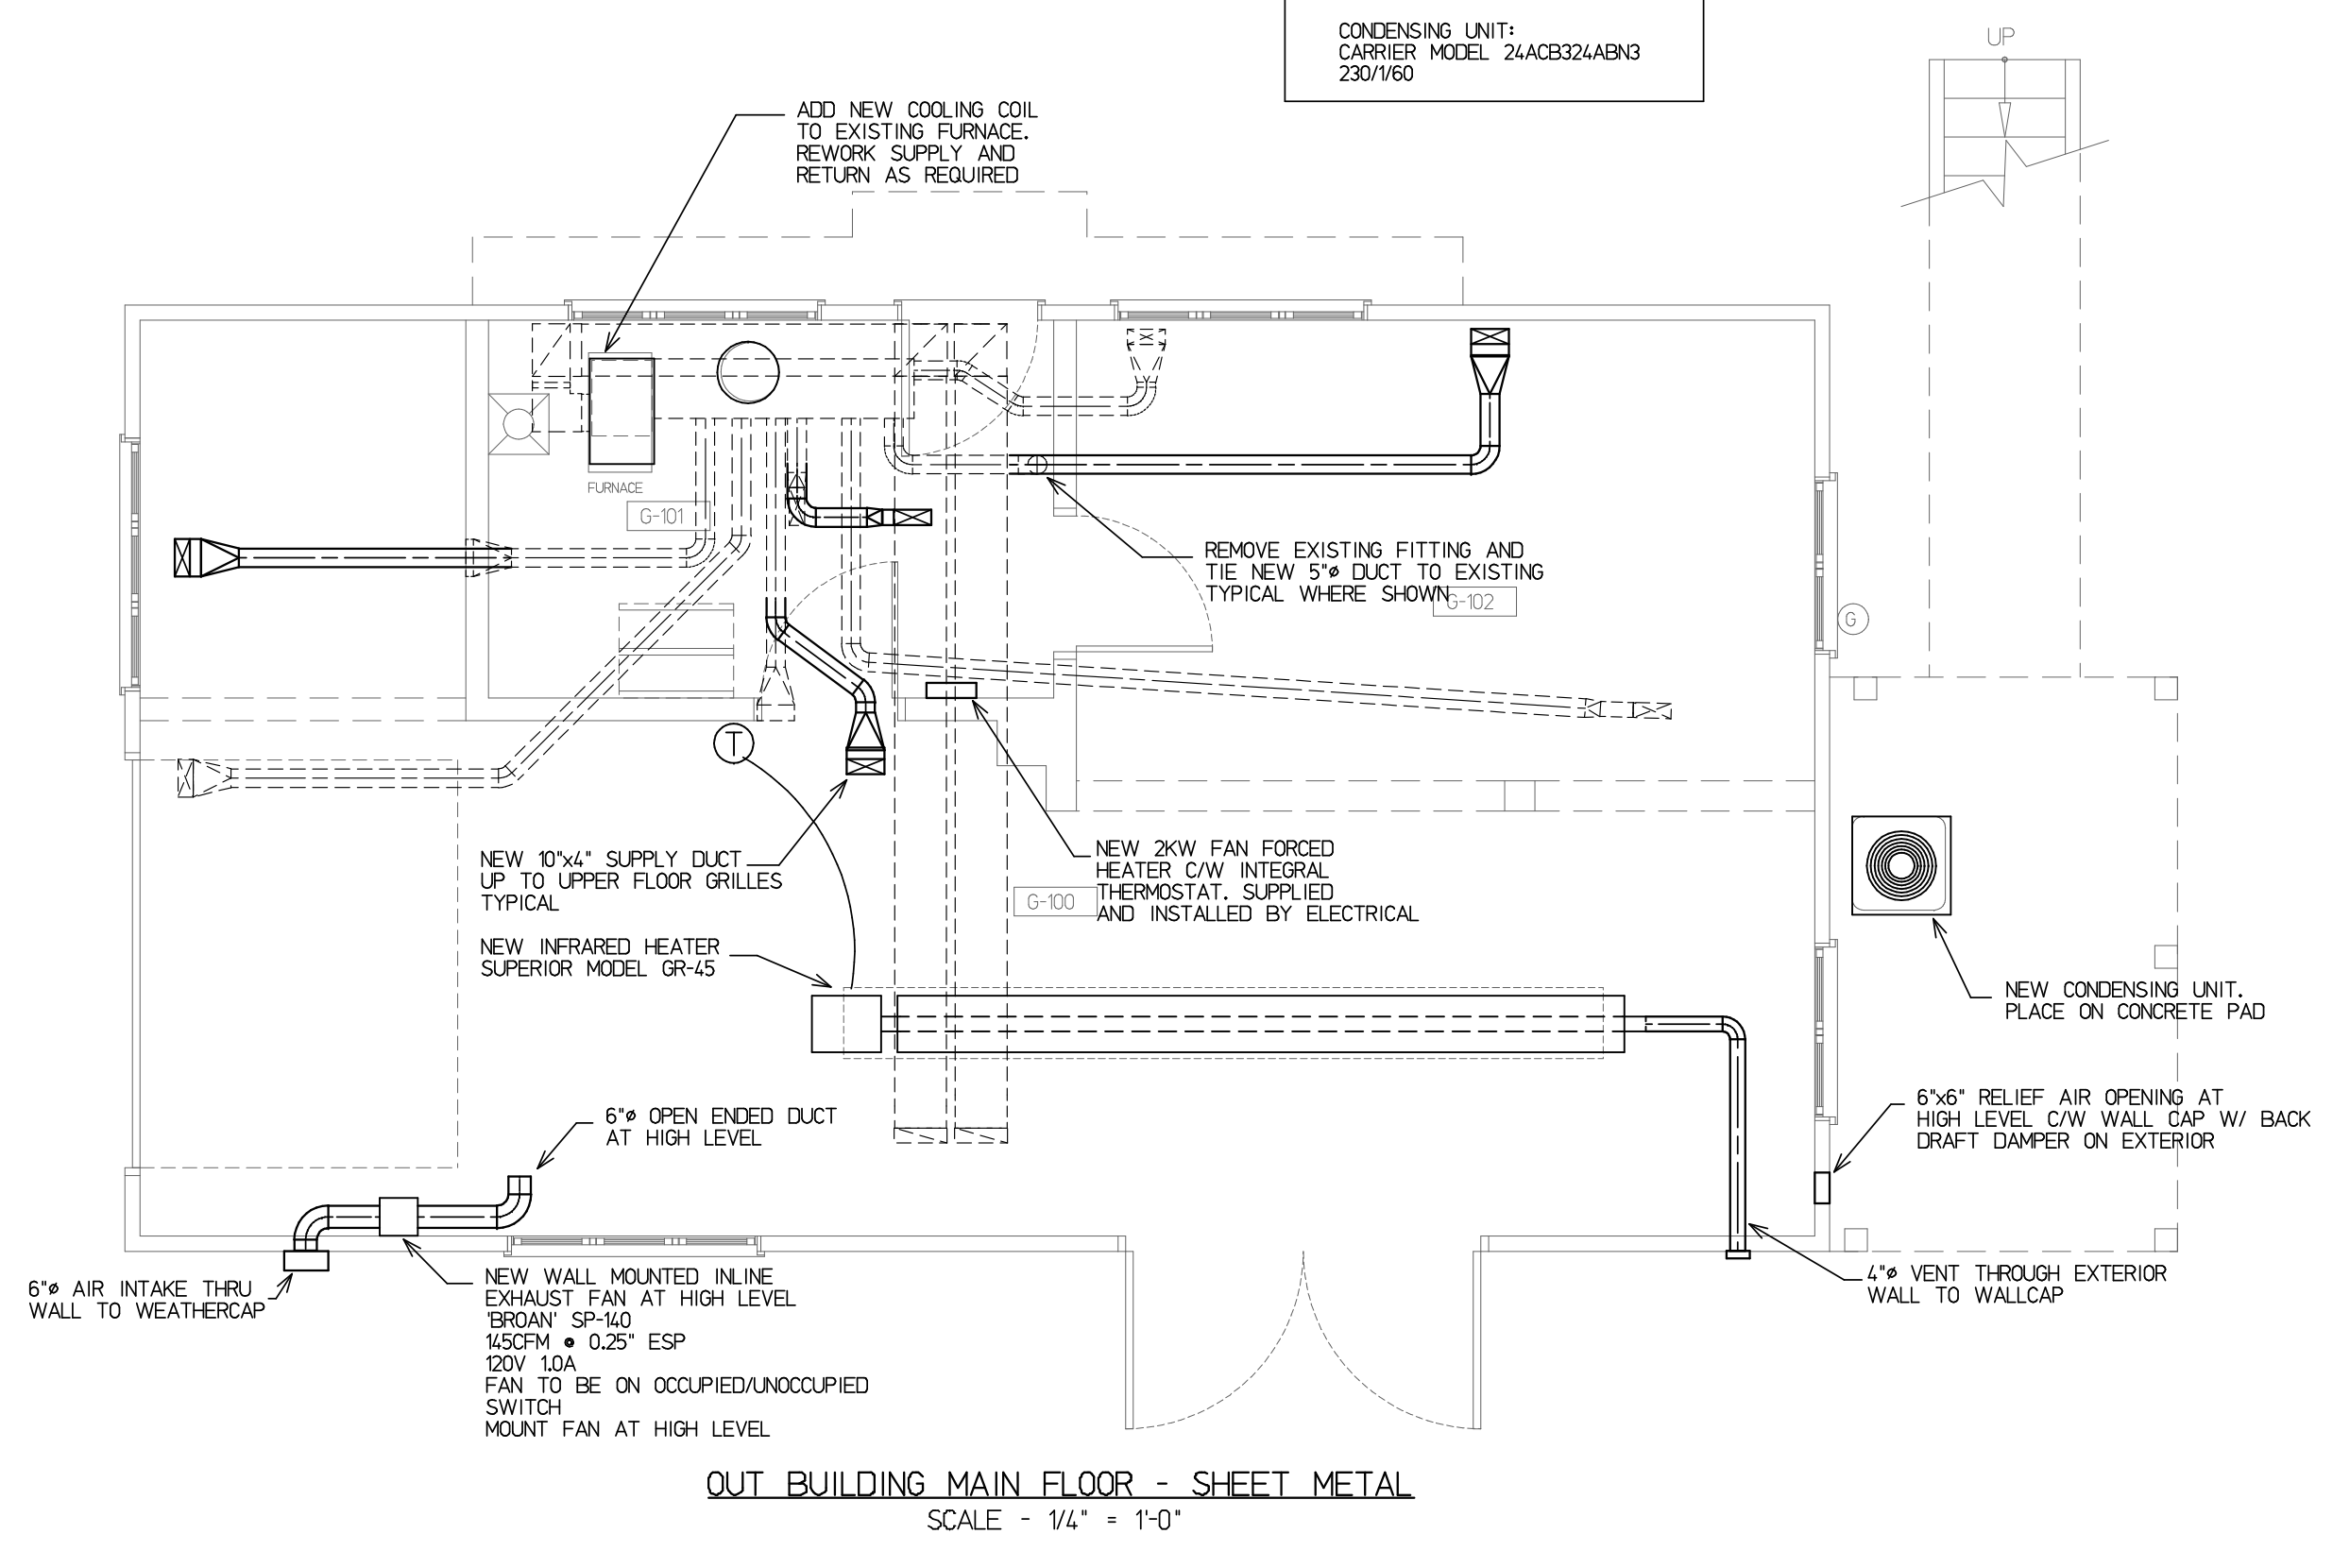 CONDENSING UNIT:
CARRIER MODEL 24ACB324ABN3
230/1/60
UP
ADD NEW COOLING COIL
TO EXISTING FURNACE.
REWORK SUPPLY AND
RETURN AS REQUIRED
FURNACE
G-101
REMOVE EXISTING FITTING AND
TIE NEW 5"ø DUCT TO EXISTING
TYPICAL WHERE SHOWN
G-102
G
T
NEW 10"x4" SUPPLY DUCT
UP TO UPPER FLOOR GRILLES
TYPICAL
NEW 2KW FAN FORCED
HEATER C/W INTEGRAL
THERMOSTAT. SUPPLIED
AND INSTALLED BY ELECTRICAL
G-100
NEW INFRARED HEATER
SUPERIOR MODEL GR-45
NEW CONDENSING UNIT.
PLACE ON CONCRETE PAD
6"ø OPEN ENDED DUCT
AT HIGH LEVEL
6"x6" RELIEF AIR OPENING AT
HIGH LEVEL C/W WALL CAP W/ BACK
DRAFT DAMPER ON EXTERIOR
6"ø AIR INTAKE THRU
WALL TO WEATHERCAP
NEW WALL MOUNTED INLINE
EXHAUST FAN AT HIGH LEVEL
'BROAN' SP-140
145CFM @ 0.25" ESP
120V 1.0A
FAN TO BE ON OCCUPIED/UNOCCUPIED
SWITCH
MOUNT FAN AT HIGH LEVEL
4"ø VENT THROUGH EXTERIOR
WALL TO WALLCAP
OUT BUILDING MAIN FLOOR - SHEET METAL
SCALE - 1/4" = 1'-0"